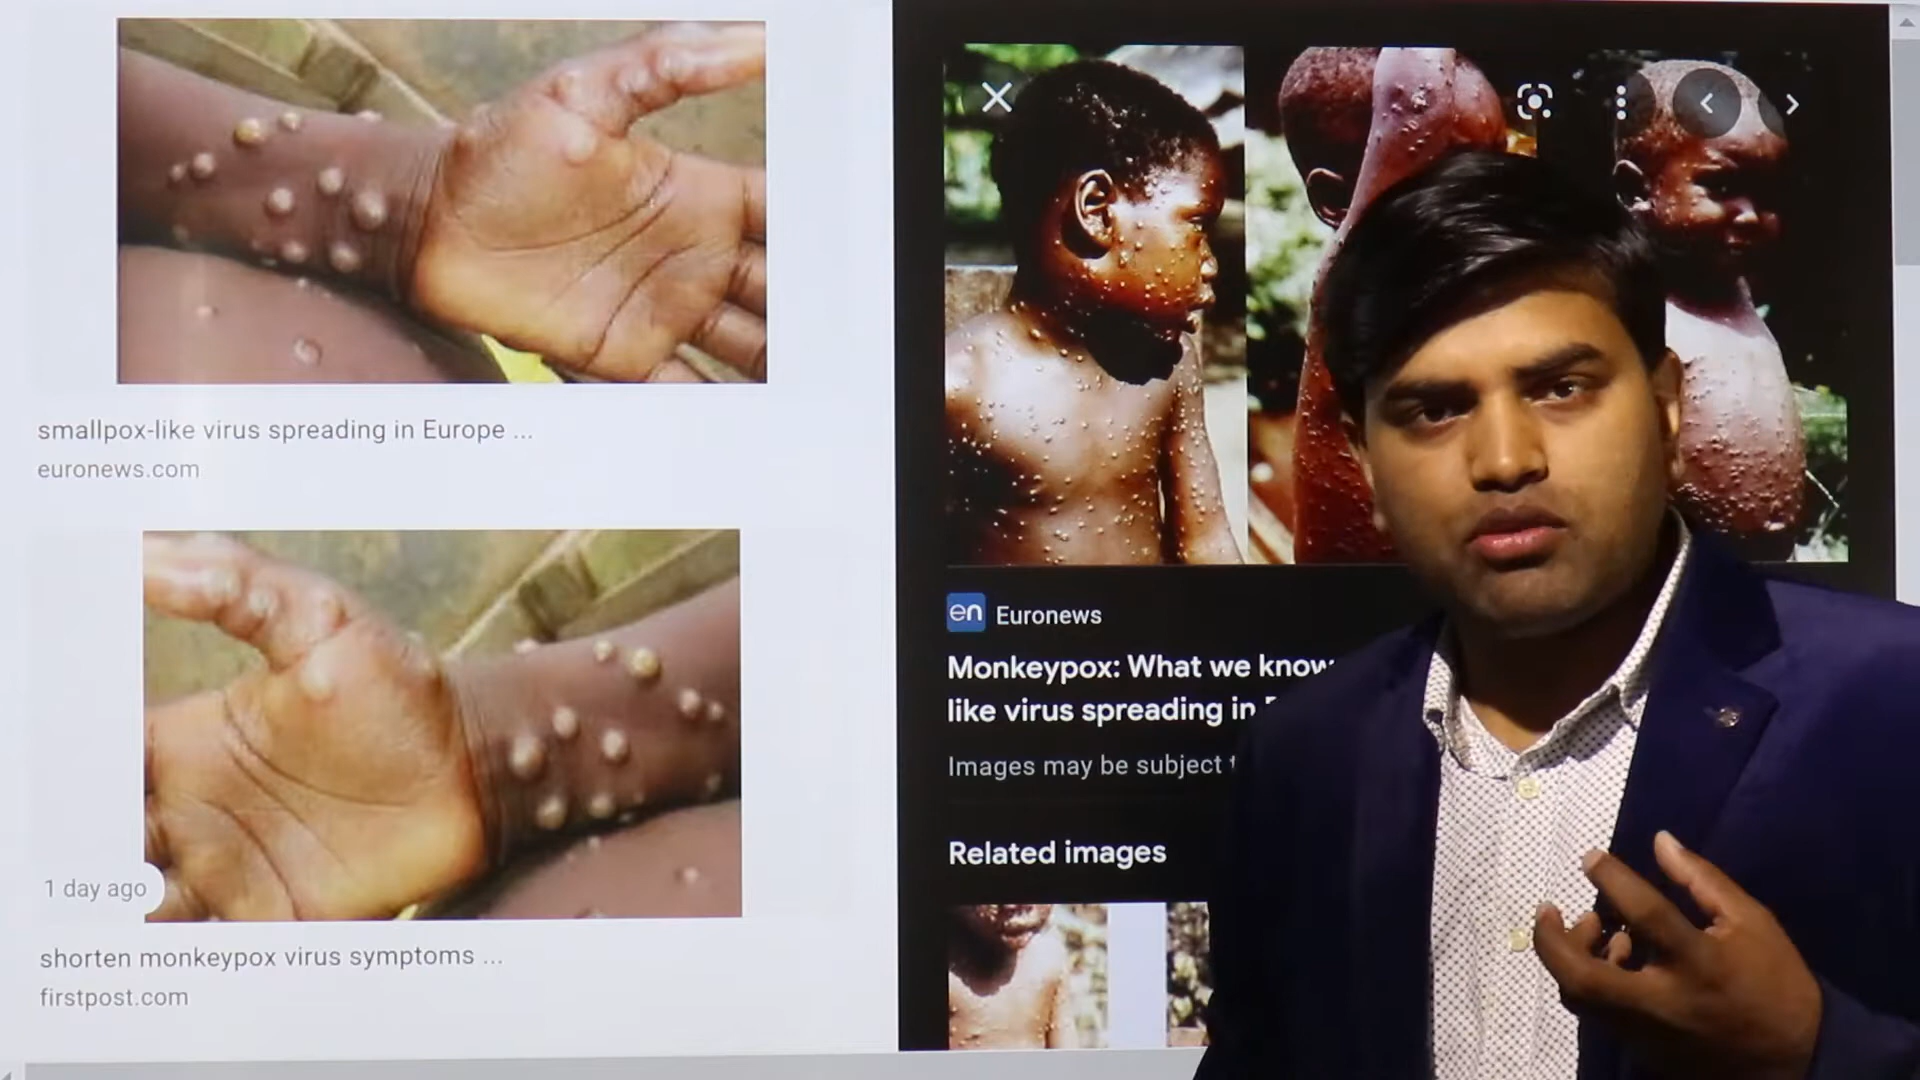 smallpox-like virus spreading in Europe ...
euronews.com
1 day ago
shorten monkeypox virus symptoms ...
firstpost.com
en Euronews
Monkeypox: What we know
like virus spreading in
Images may be subject
Related images